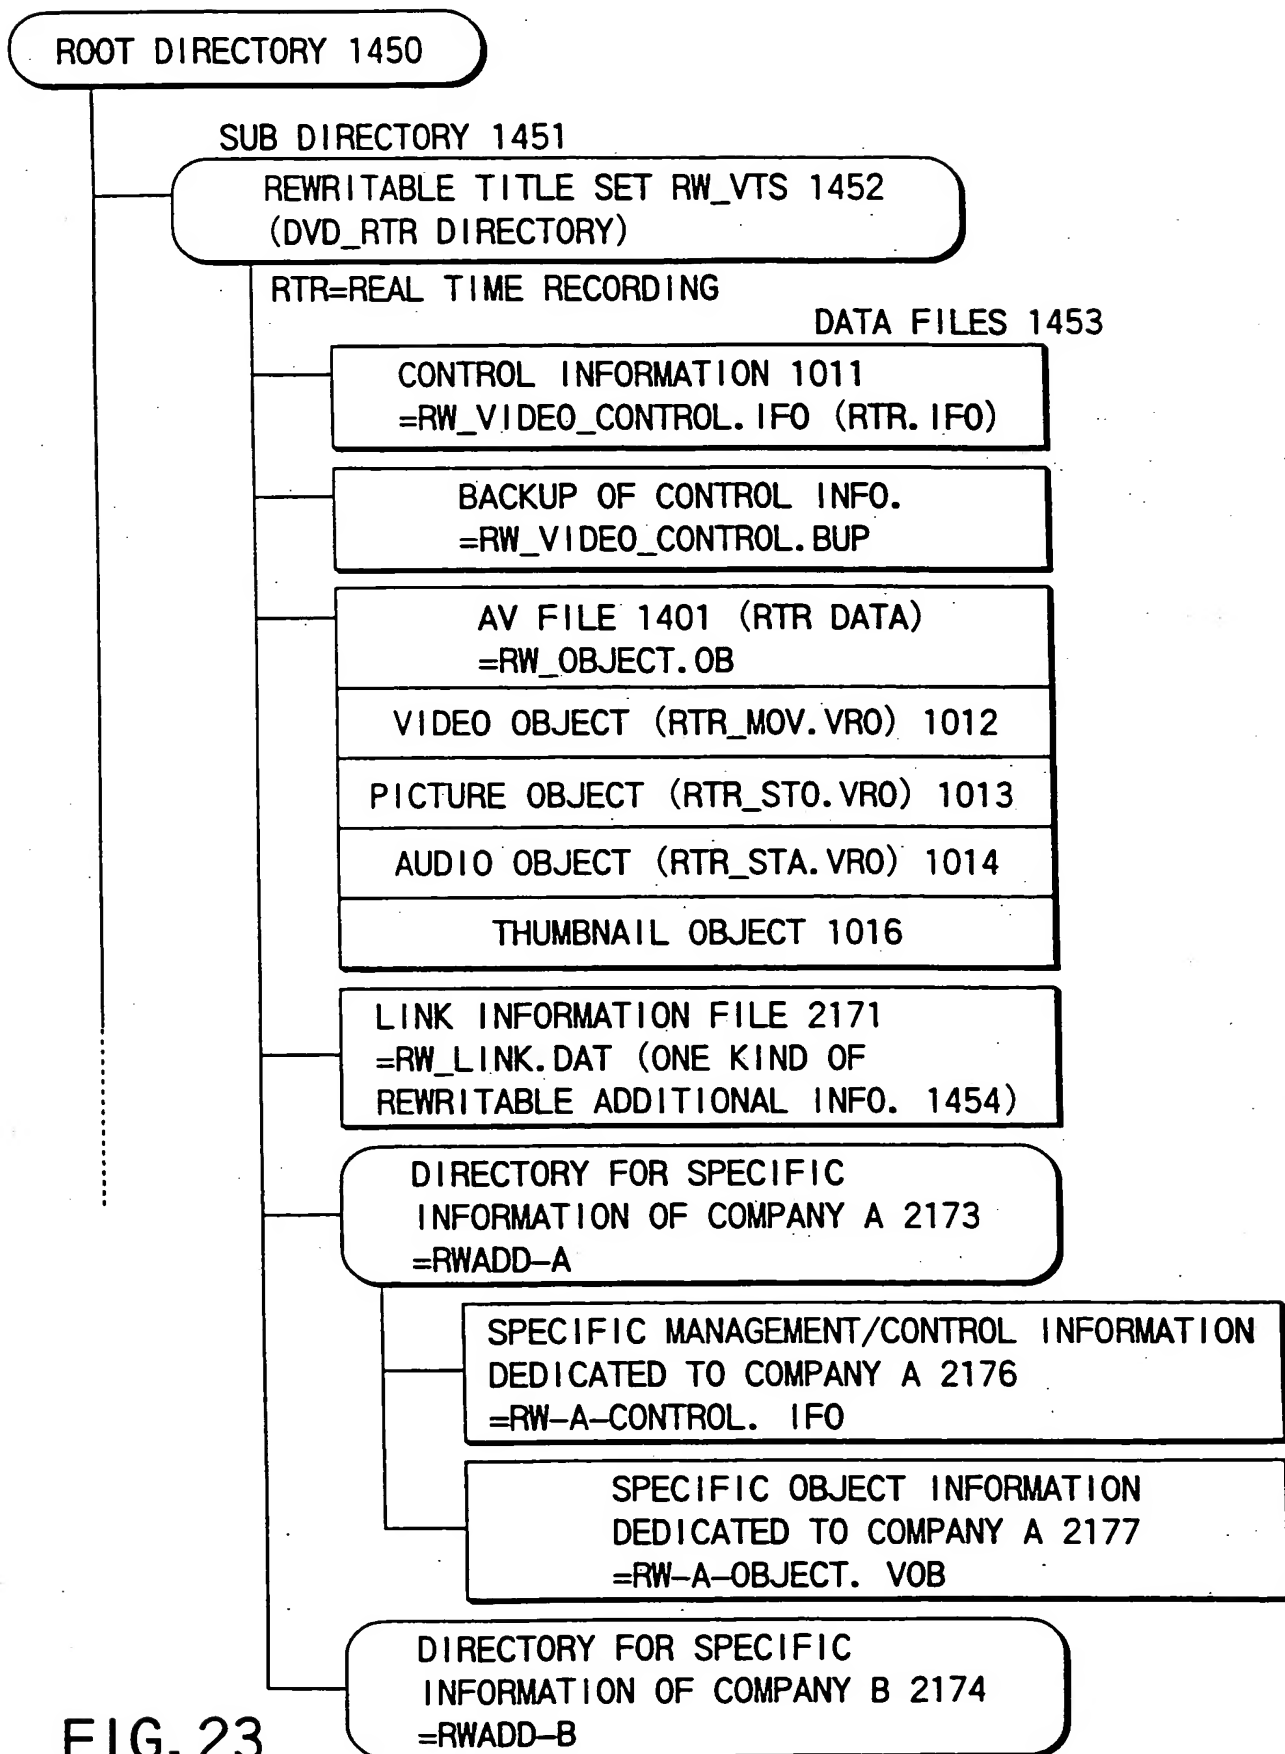 ROOT DIRECTORY 1450
SUB DIRECTORY 1451
REWRITABLE TITLE SET RW_VTS 1452
(DVD_RTR DIRECTORY)
RTR=REAL TIME RECORDING
DATA FILES 1453
CONTROL INFORMATION 1011
=RW_VIDEO_CONTROL.IFO (RTR.IFO)
BACKUP OF CONTROL INFO.
=RW_VIDEO_CONTROL.BUP
AV FILE 1401 (RTR DATA)
=RW_OBJECT.OB
VIDEO OBJECT (RTR_MOV.VRO) 1012
PICTURE OBJECT (RTR_STO.VRO) 1013
AUDIO OBJECT (RTR_STA.VRO) 1014
THUMBNAIL OBJECT 1016
LINK INFORMATION FILE 2171
=RW_LINK.DAT (ONE KIND OF
REWRITABLE ADDITIONAL INFO. 1454)
DIRECTORY FOR SPECIFIC
INFORMATION OF COMPANY A 2173
=RWADD-A
SPECIFIC MANAGEMENT/CONTROL INFORMATION
DEDICATED TO COMPANY A 2176
=RW-A-CONTROL. IFO
SPECIFIC OBJECT INFORMATION
DEDICATED TO COMPANY A 2177
=RW-A-OBJECT. VOB
DIRECTORY FOR SPECIFIC
INFORMATION OF COMPANY B 2174
=RWADD-B
FIG. 23